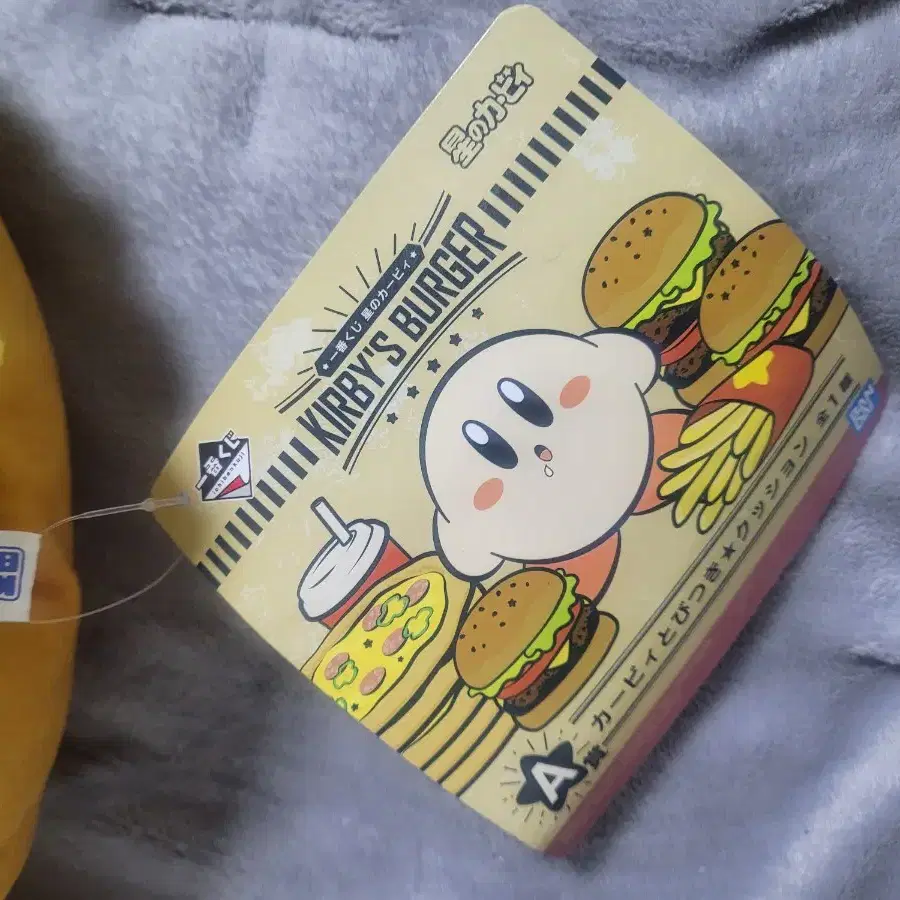 星のカービィ
一番くじ 星のカービィ
KIRBY'S BURGER
一番くじ
A賞
カービィとびつき★クッション 全1種